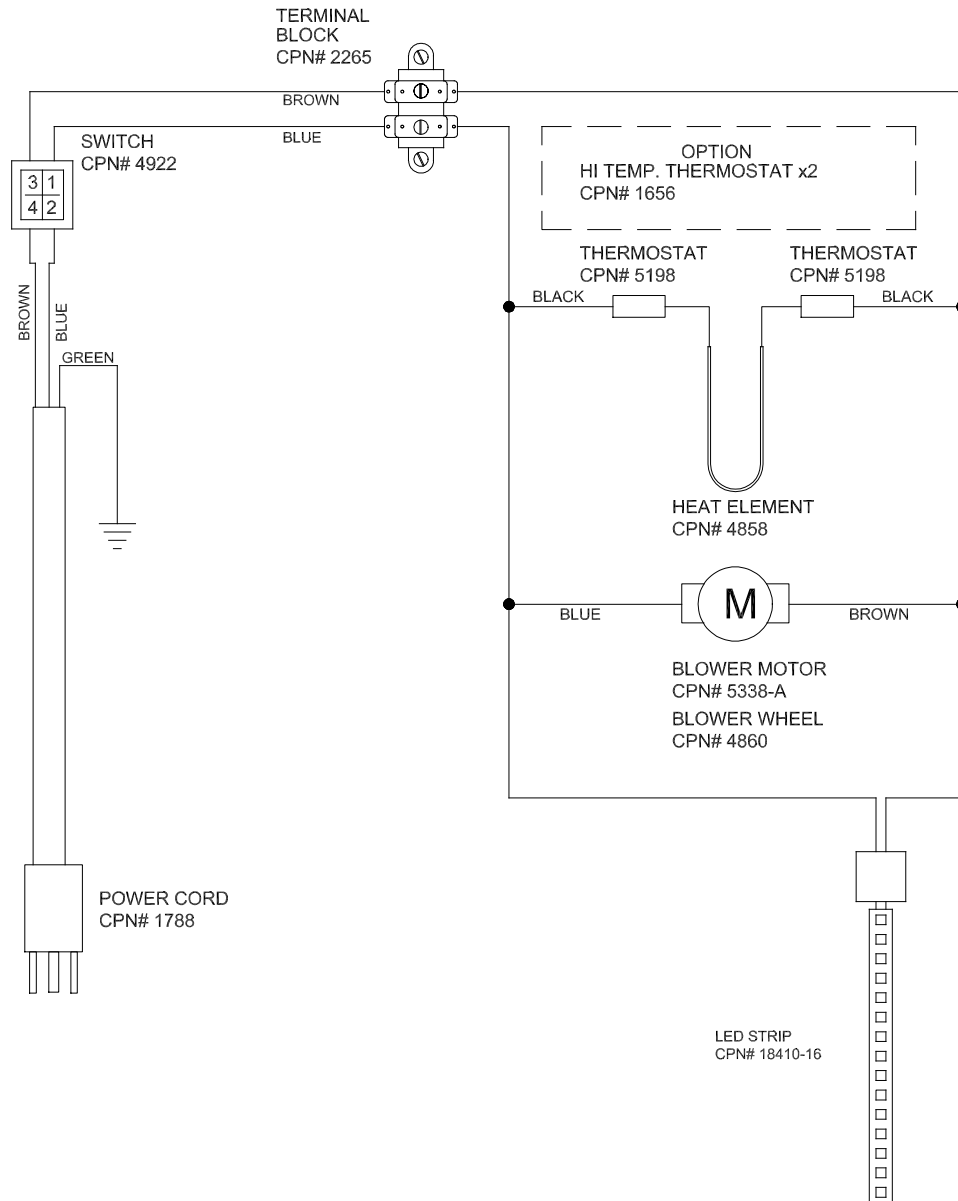 TERMINAL
BLOCK
CPN# 2265
BROWN
BLUE
SWITCH
CPN# 4922
3 1
4 2
OPTION
HI TEMP. THERMOSTAT x2
CPN# 1656
THERMOSTAT
CPN# 5198
THERMOSTAT
CPN# 5198
BLACK
BLACK
BROWN
BLUE
GREEN
HEAT ELEMENT
CPN# 4858
M
BLUE
BROWN
BLOWER MOTOR
CPN# 5338-A
BLOWER WHEEL
CPN# 4860
POWER CORD
CPN# 1788
LED STRIP
CPN# 18410-16